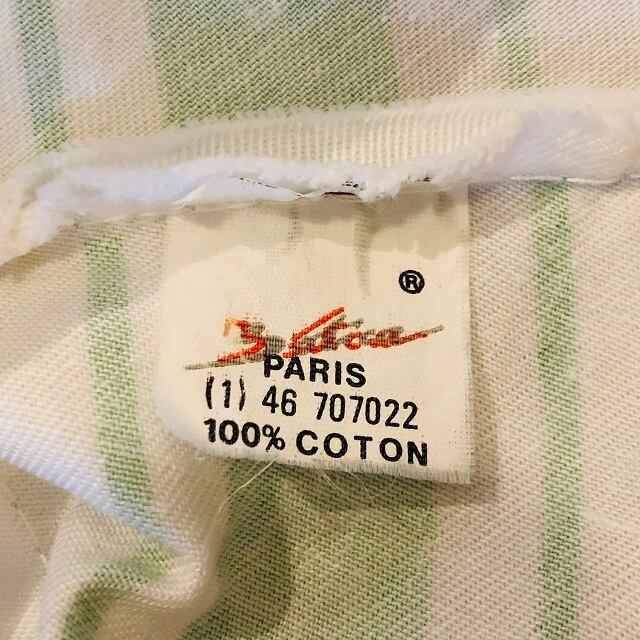 ®
PARIS
(1) 46 707022
100% COTON